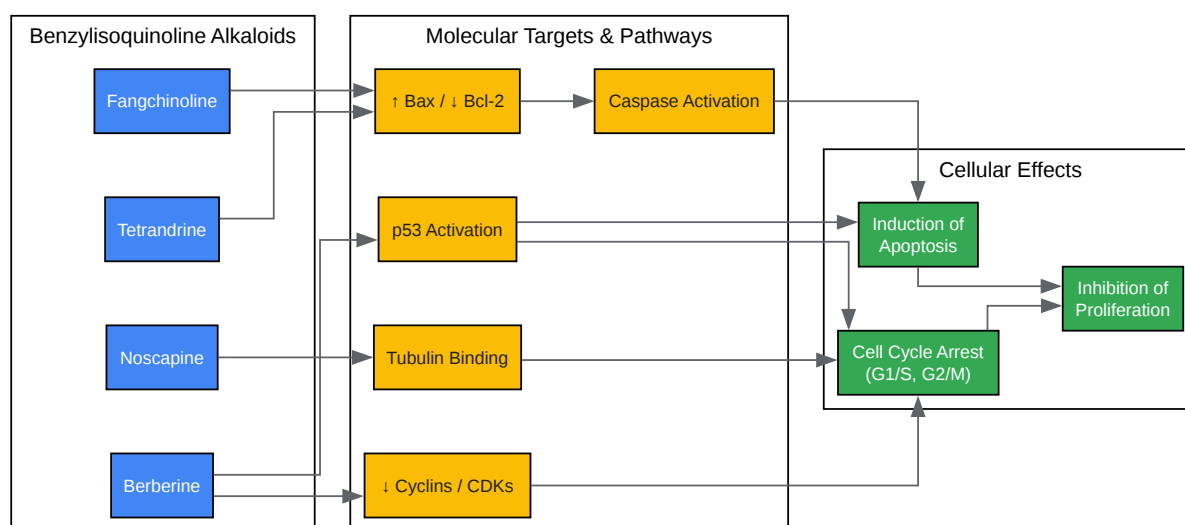 Benzylisoquinoline Alkaloids
Fangchinoline
Tetrandrine
Noscapine
Berberine
Molecular Targets & Pathways
↑ Bax / ↓ Bcl-2
Caspase Activation
p53 Activation
Tubulin Binding
↓ Cyclins / CDKs
Cellular Effects
Induction of
Apoptosis
Inhibition of
Proliferation
Cell Cycle Arrest
(G1/S, G2/M)